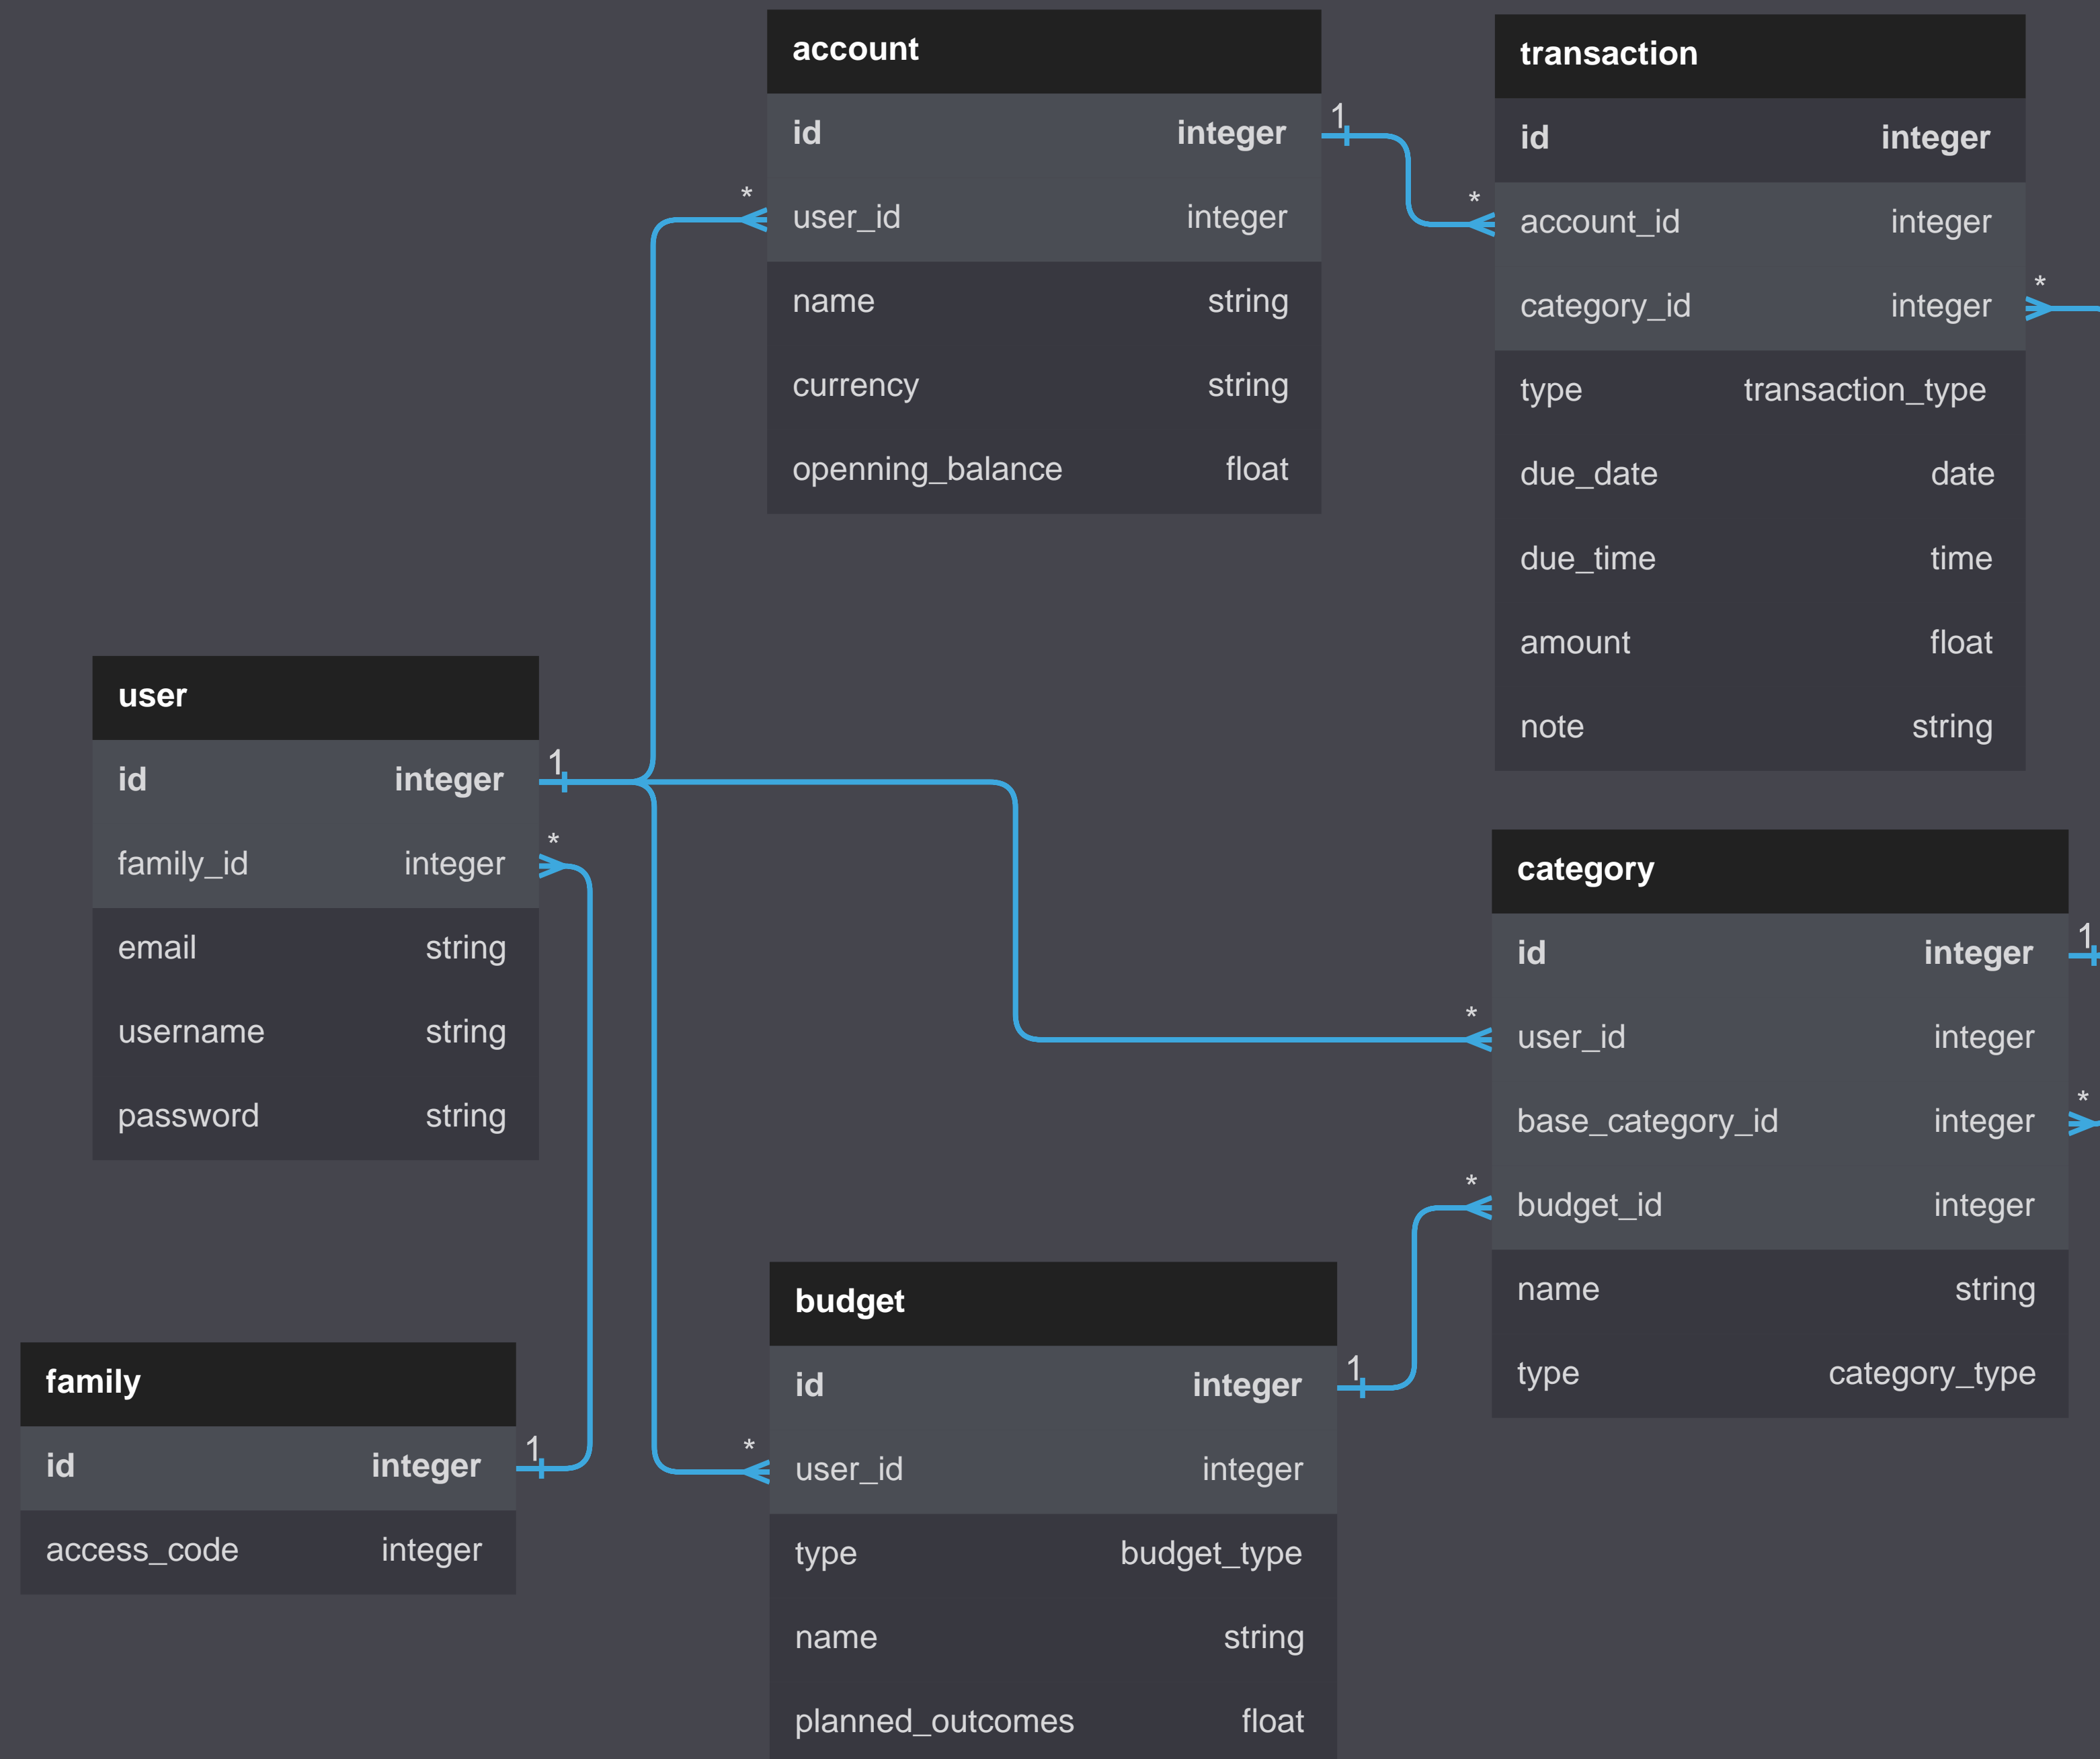 account
id integer
user_id integer
name string
currency string
openning_balance float
1
*
transaction
id integer
account_id integer
category_id integer
type transaction_type
due_date date
due_time time
amount float
note string
*
*
user
id integer
family_id integer
email string
username string
password string
1
*
category
id integer
user_id integer
base_category_id integer
budget_id integer
name string
type category_type
1
*
*
*
family
id integer
access_code integer
1
budget
id integer
user_id integer
type budget_type
name string
planned_outcomes float
1
*